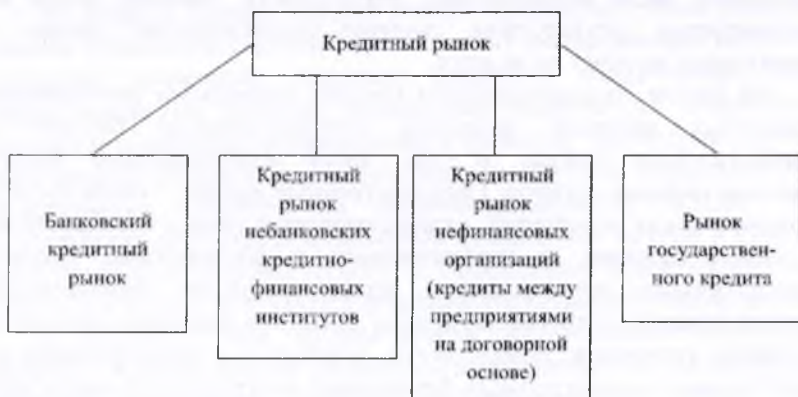 Кредитный рынок
Банковский
кредитный
рынок
Кредитный
рынок
небанковских
кредитно-
финансовых
институтов
Кредитный
рынок
нефинансовых
организаций
(кредиты между
предприятиями
на договорной
основе)
Рынок
государствен-
ного кредита